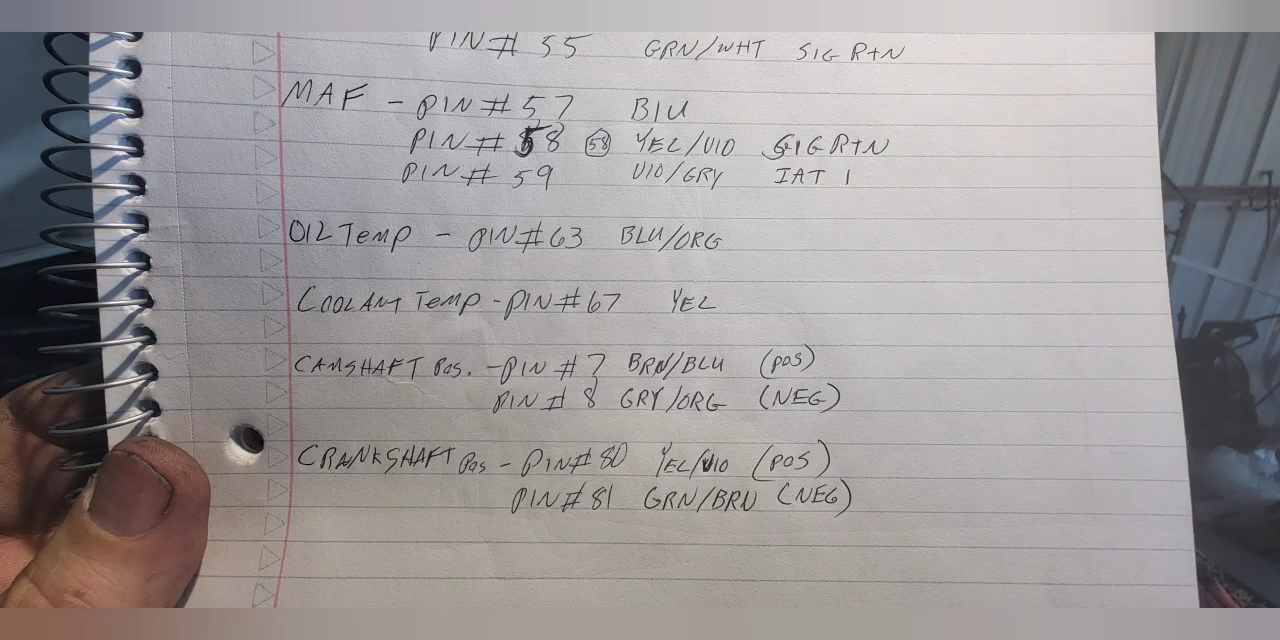 PIN # 55 GRN/WHT SIG RTN
MAF - PIN # 57 BLU
PIN # 58 58 YEL/VIO SIG RTN
PIN # 59 VIO/GRY IAT 1
OIL Temp - PIN # 63 BLU/ORG
COOLANT Temp - PIN # 67 YEL
CAMSHAFT Pos. - PIN # 7 BRN/BLU (POS)
PIN # 8 GRY/ORG (NEG)
CRANKSHAFT Pos - PIN # 80 YEL/VIO (POS)
PIN # 81 GRN/BRN (NEG)